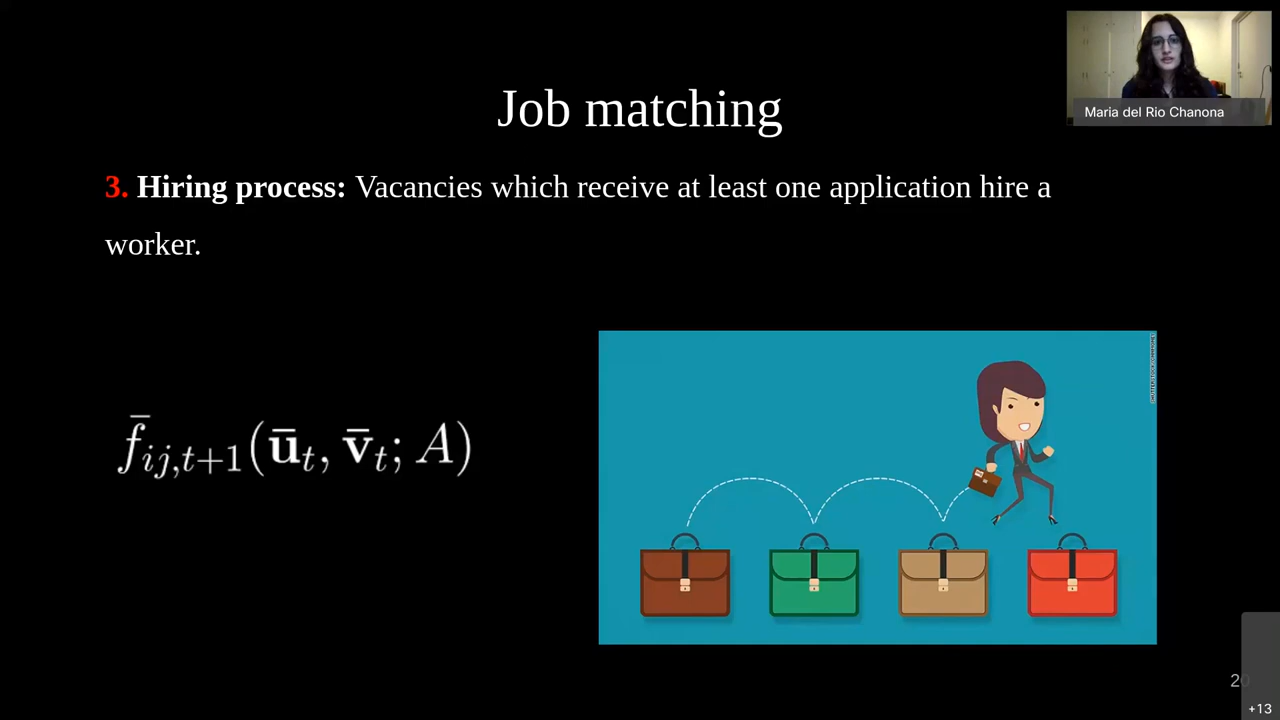 Job matching
Maria del Rio Chanona
3. Hiring process: Vacancies which receive at least one application hire a
worker.
f̄ᵢⱼ,ₜ₊₁(ūₜ, v̄ₜ; A)
20
+13